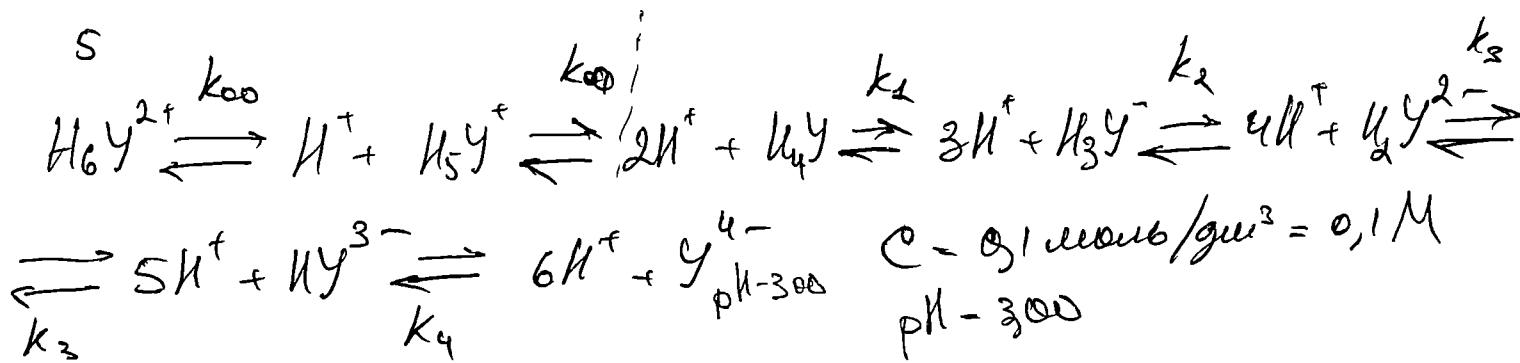 5
H₆Y²⁺ ⇌ H⁺ + H₅Y⁺ ⇌ 2H⁺ + H₄Y ⇌ 3H⁺ + H₃Y⁻ ⇌ 4H⁺ + H₂Y²⁻ ⇌
k₀₀ k₁ k₂ k₃
⇌ 5H⁺ + HY³⁻ ⇌ 6H⁺ + Y⁴⁻ C - 0,1 моль/дм³ = 0,1 M
k₃ k₄ pH - 3,00 pH - 3,00